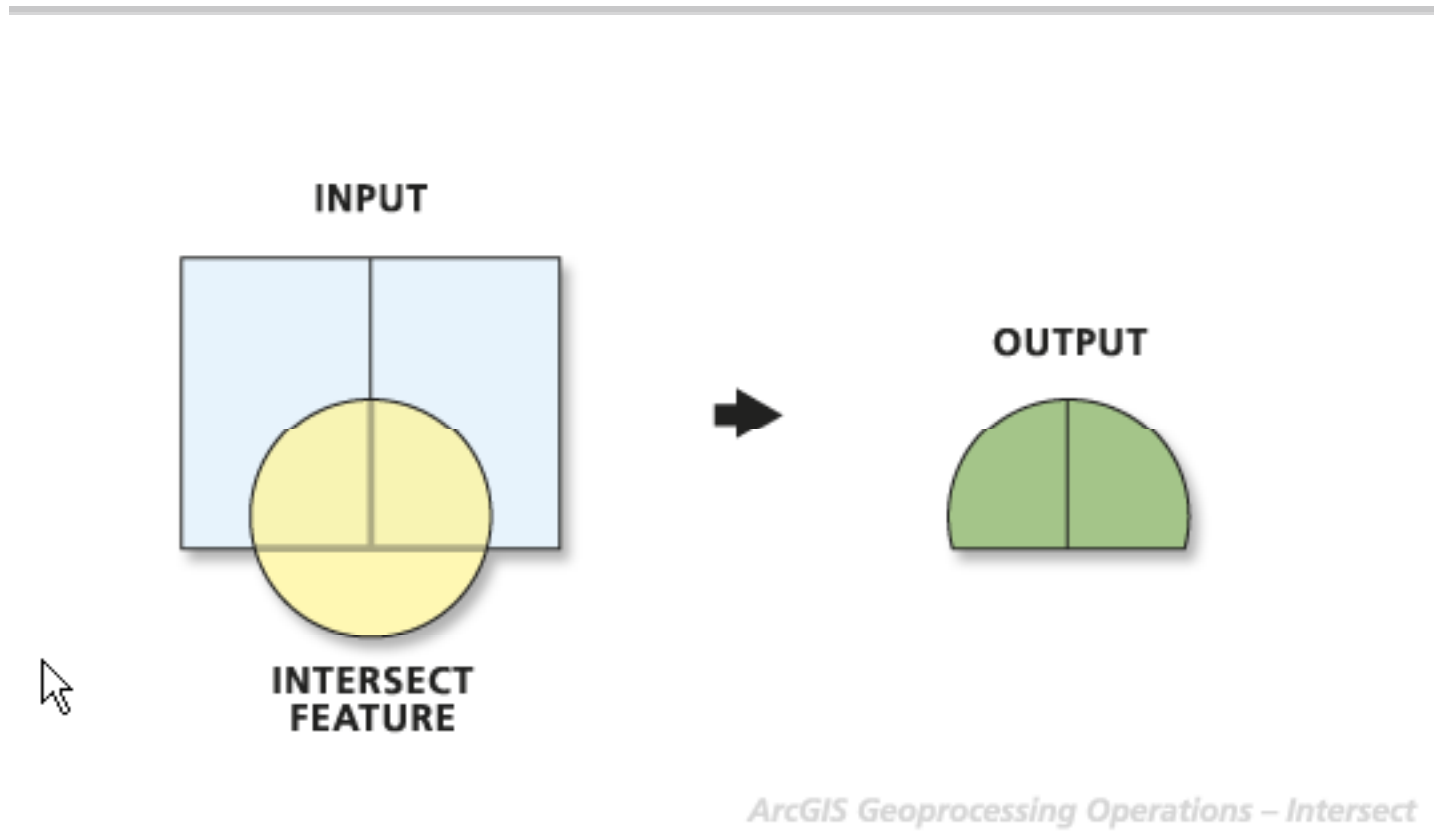 INPUT
OUTPUT
INTERSECT
FEATURE
ArcGIS Geoprocessing Operations – Intersect